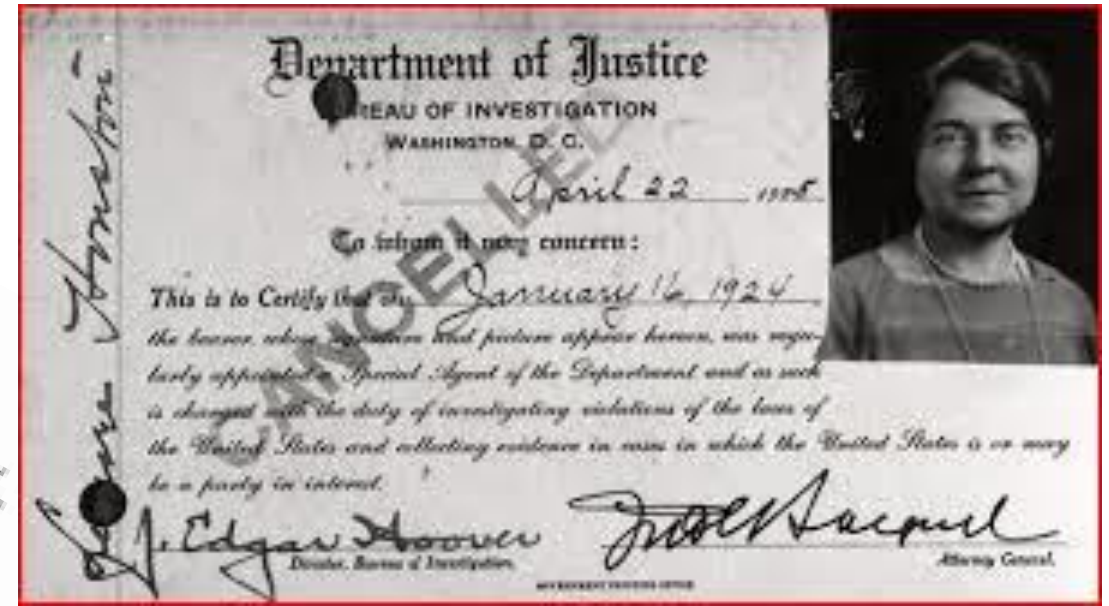 Department of Justice
BUREAU OF INVESTIGATION
WASHINGTON, D. C.
April 22
To whom it may concern:
This is to Certify that on January 16, 1924
the bearer, whose signature and picture appear hereon, was regu-
larly appointed a Special Agent of the Department and as such
is charged with the duty of investigating violations of the laws of
the United States and collecting evidence in cases in which the United States is or may
be a party in interest.
J. Edgar Hoover
Director, Bureau of Investigation.
Attorney General.
GOVERNMENT PRINTING OFFICE
CANCELLED